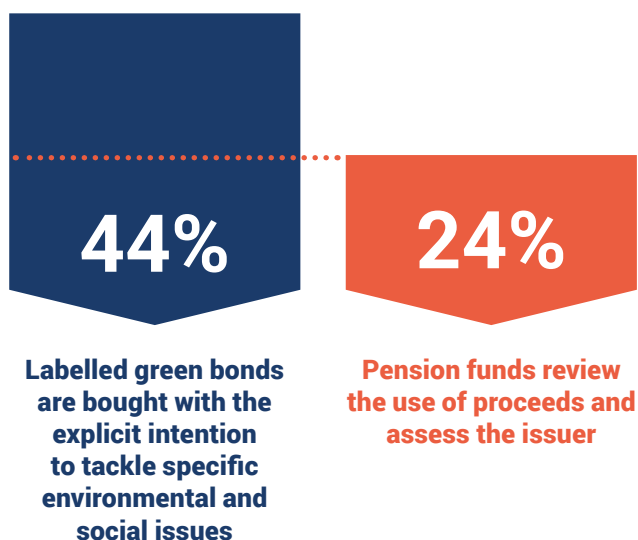 44%
Labelled green bonds
are bought with the
explicit intention
to tackle specific
environmental and
social issues
24%
Pension funds review
the use of proceeds and
assess the issuer